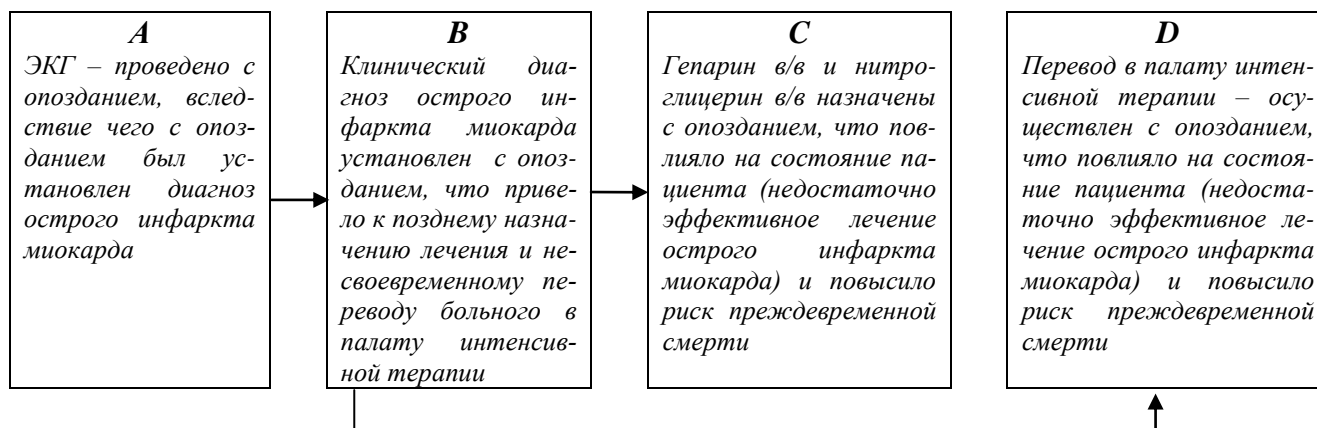 A
ЭКГ – проведено с
опозданием, вслед-
ствие чего с опоз-
данием был ус-
тановлен диагноз
острого инфаркта
миокарда
B
Клинический диа-
гноз острого ин-
фаркта миокарда
установлен с опоз-
данием, что приве-
ло к позднему назна-
чению лечения и не-
своевременному пе-
реводу больного в
палату интенсив-
ной терапии
C
Гепарин в/в и нитро-
глицерин в/в назначены
с опозданием, что пов-
лияло на состояние па-
циента (недостаточно
эффективное лечение
острого инфаркта
миокарда) и повысило
риск преждевременной
смерти
D
Перевод в палату интен-
сивной терапии – осу-
ществлен с опозданием,
что повлияло на состоя-
ние пациента (недоста-
точно эффективное ле-
чение острого инфаркта
миокарда) и повысило
риск преждевременной
смерти